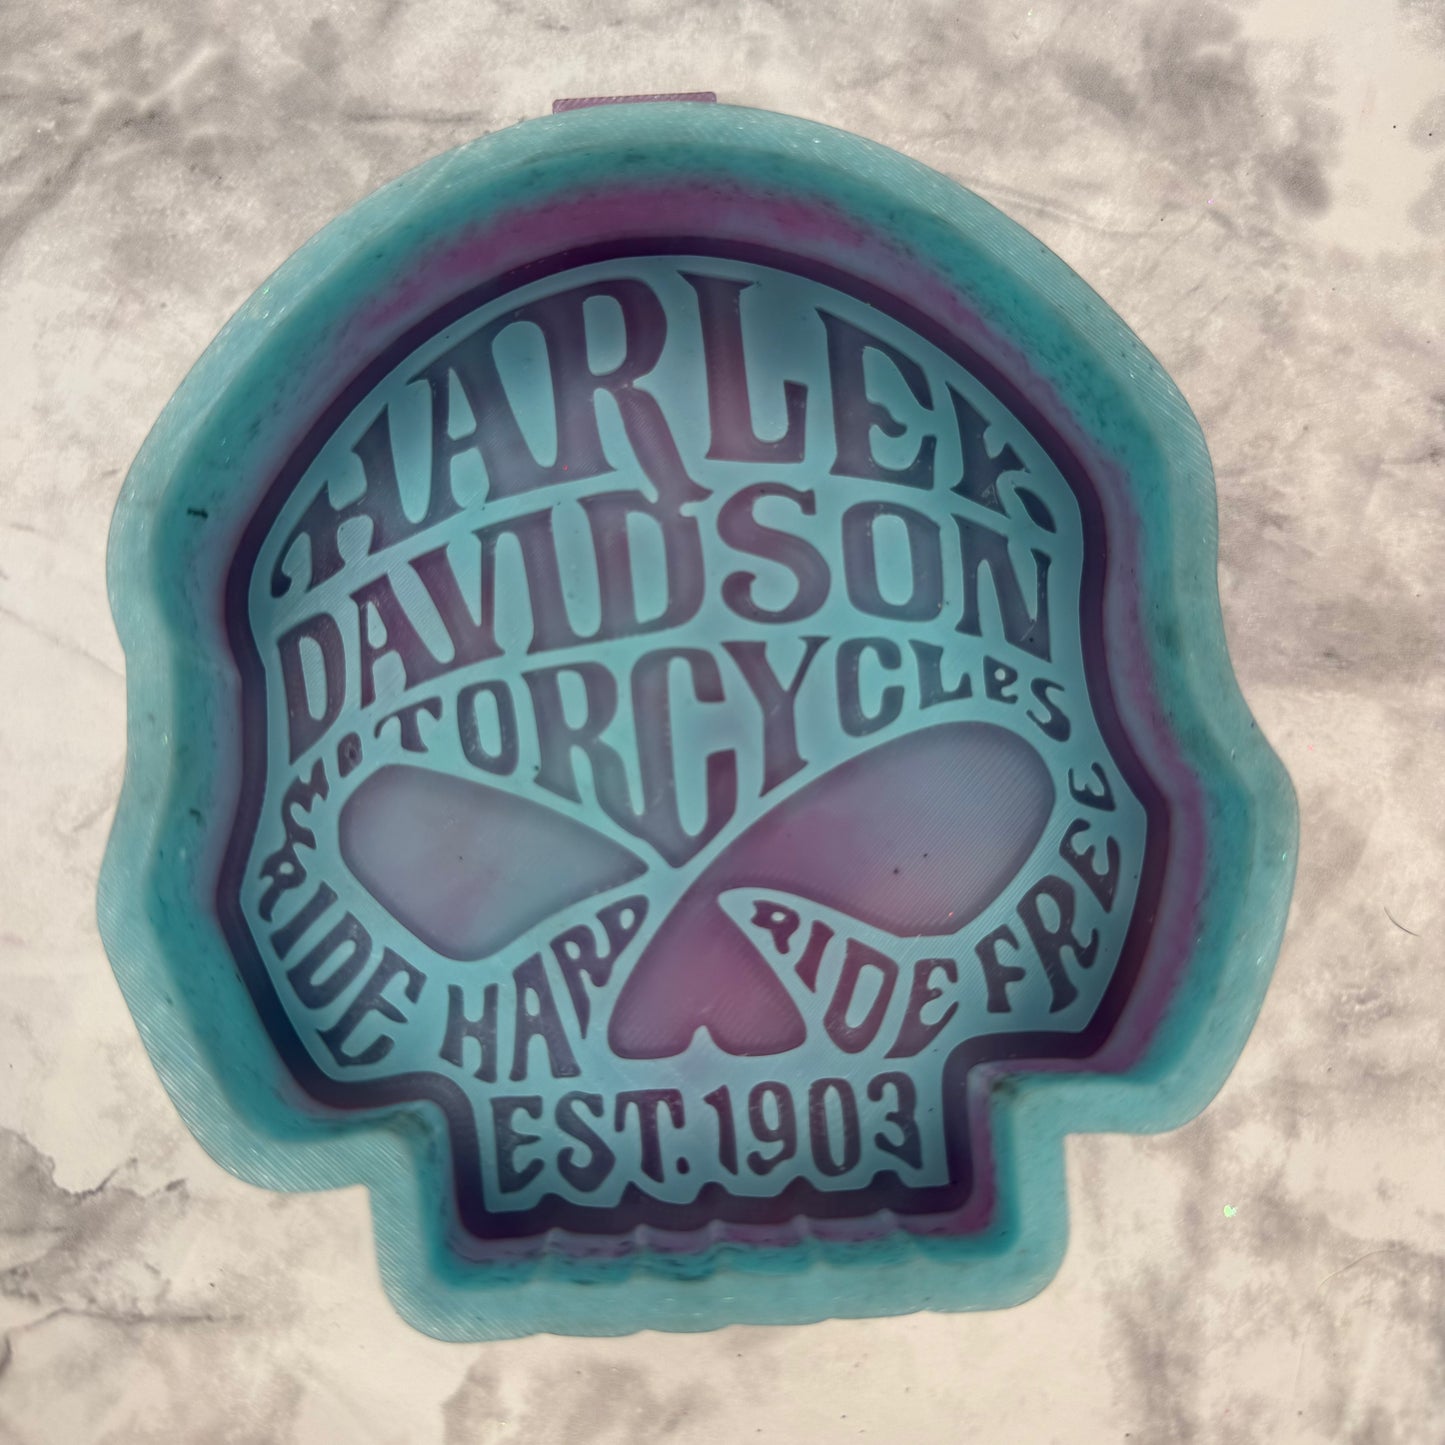 HARLEY
DAVIDSON
MOTORCYCLES
RIDE HARD RIDE FREE
EST. 1903